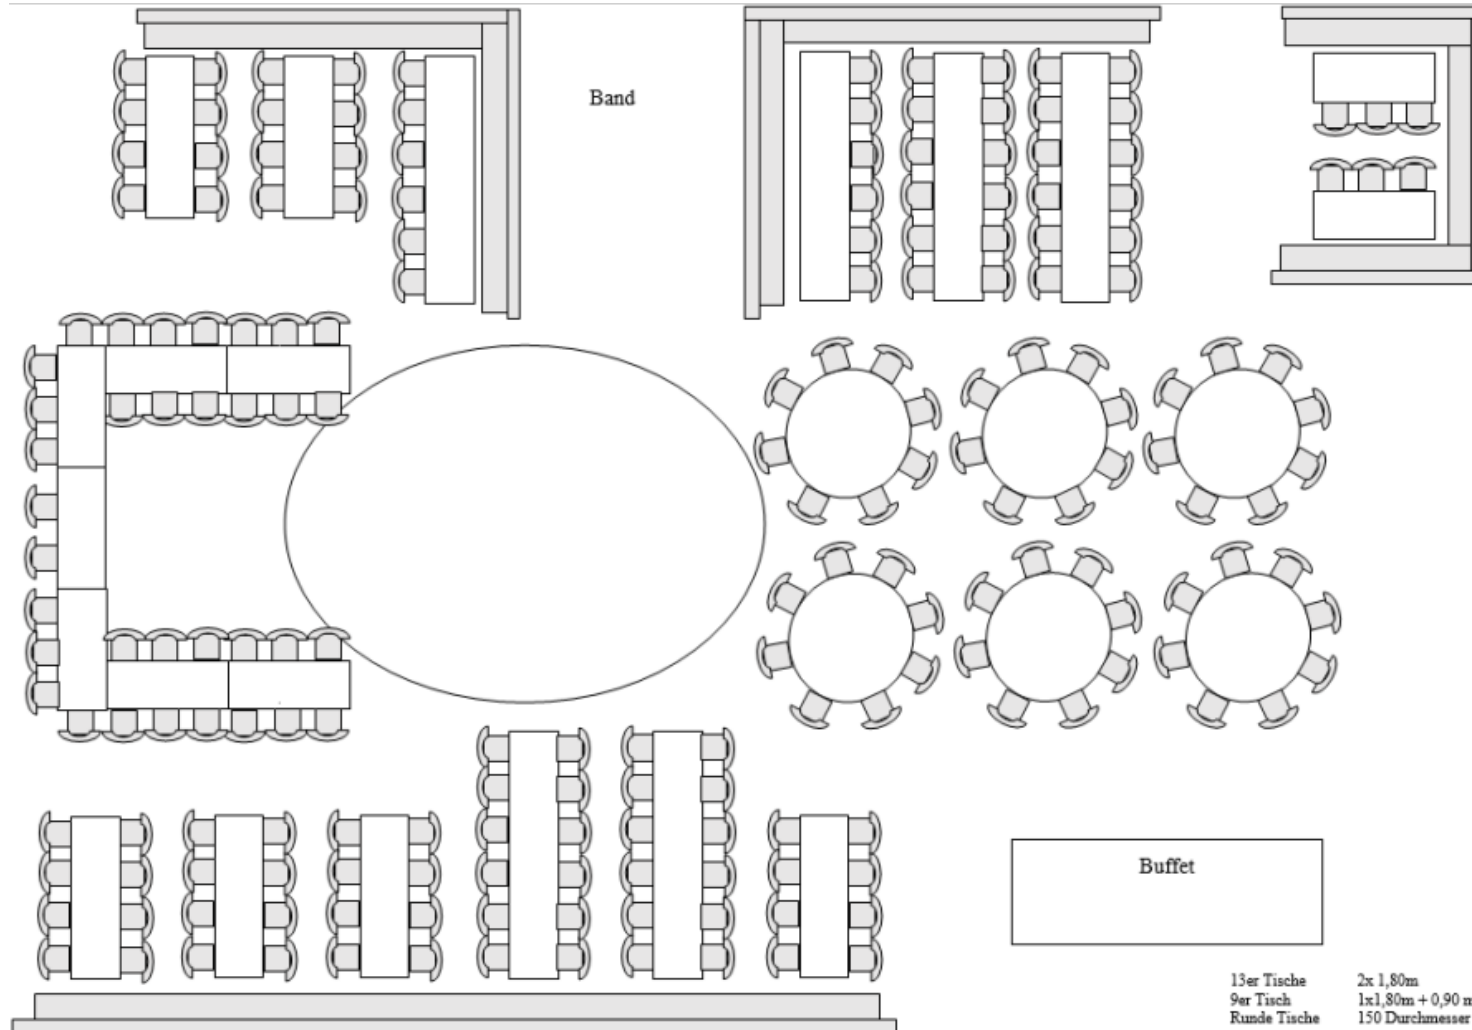 Band
Buffet
13er Tische 2x 1,80m
9er Tisch 1x1,80m + 0,90 m
Runde Tische 150 Durchmesser